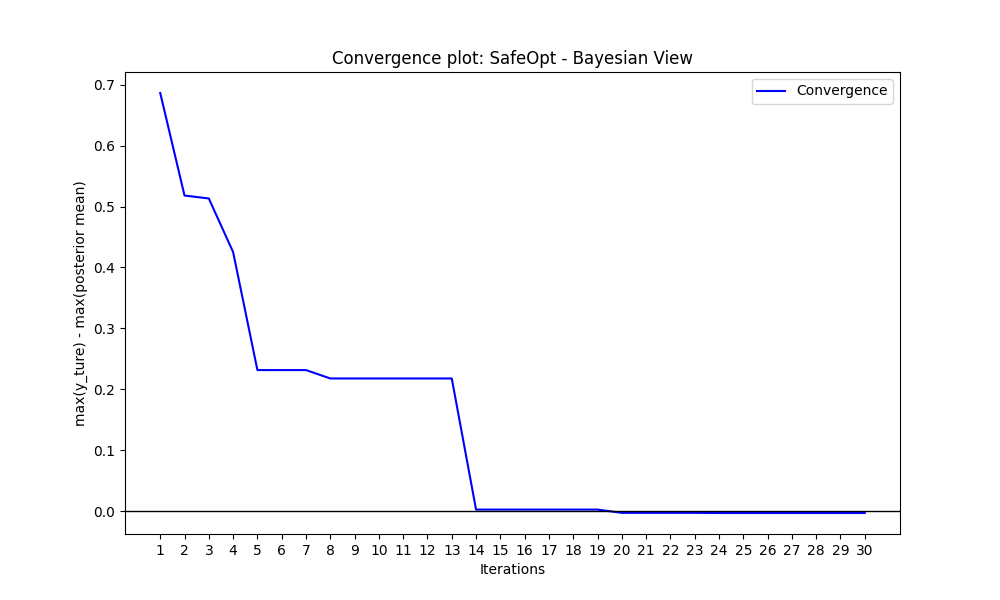 Convergence plot: SafeOpt - Bayesian View
Convergence
max(y_ture) - max(posterior mean)
0.7
0.6
0.5
0.4
0.3
0.2
0.1
0.0
1 2 3 4 5 6 7 8 9 10 11 12 13 14 15 16 17 18 19 20 21 22 23 24 25 26 27 28 29 30
Iterations